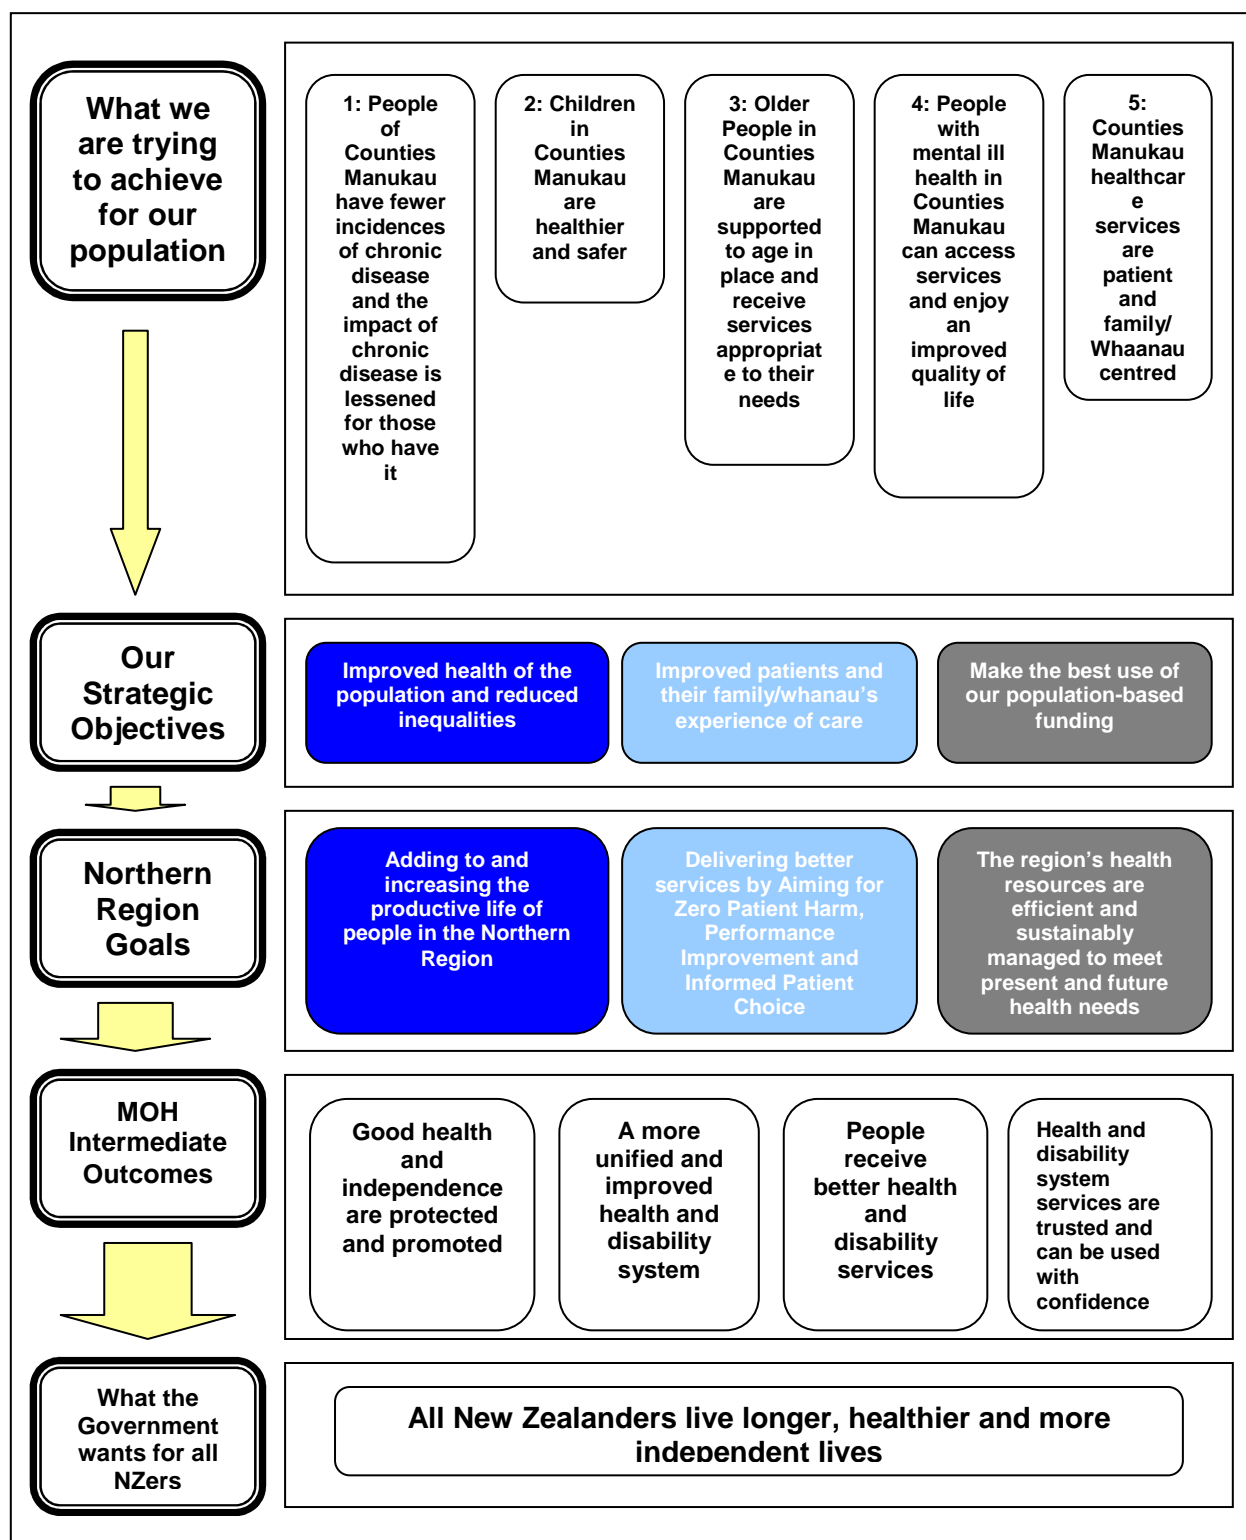 What we
are trying
to achieve
for our
population
1: People
of
Counties
Manukau
have fewer
incidences
of chronic
disease
and the
impact of
chronic
disease is
lessened
for those
who have
it
2: Children
in
Counties
Manukau
are
healthier
and safer
3: Older
People in
Counties
Manukau
are
supported
to age in
place and
receive
services
appropriat
e to their
needs
4: People
with
mental ill
health in
Counties
Manukau
can access
services
and enjoy
an
improved
quality of
life
5:
Counties
Manukau
healthcar
e
services
are
patient
and
family/
Whaanau
centred
Our
Strategic
Objectives
Improved health of the
population and reduced
inequalities
Improved patients and
their family/whanau’s
experience of care
Make the best use of
our population-based
funding
Northern
Region
Goals
Adding to and
increasing the
productive life of
people in the Northern
Region
Delivering better
services by Aiming for
Zero Patient Harm,
Performance
Improvement and
Informed Patient
Choice
The region’s health
resources are
efficient and
sustainably
managed to meet
present and future
health needs
MOH
Intermediate
Outcomes
Good health
and
independence
are protected
and promoted
A more
unified and
improved
health and
disability
system
People
receive
better health
and
disability
services
Health and
disability
system
services are
trusted and
can be used
with
confidence
What the
Government
wants for all
NZers
All New Zealanders live longer, healthier and more
independent lives